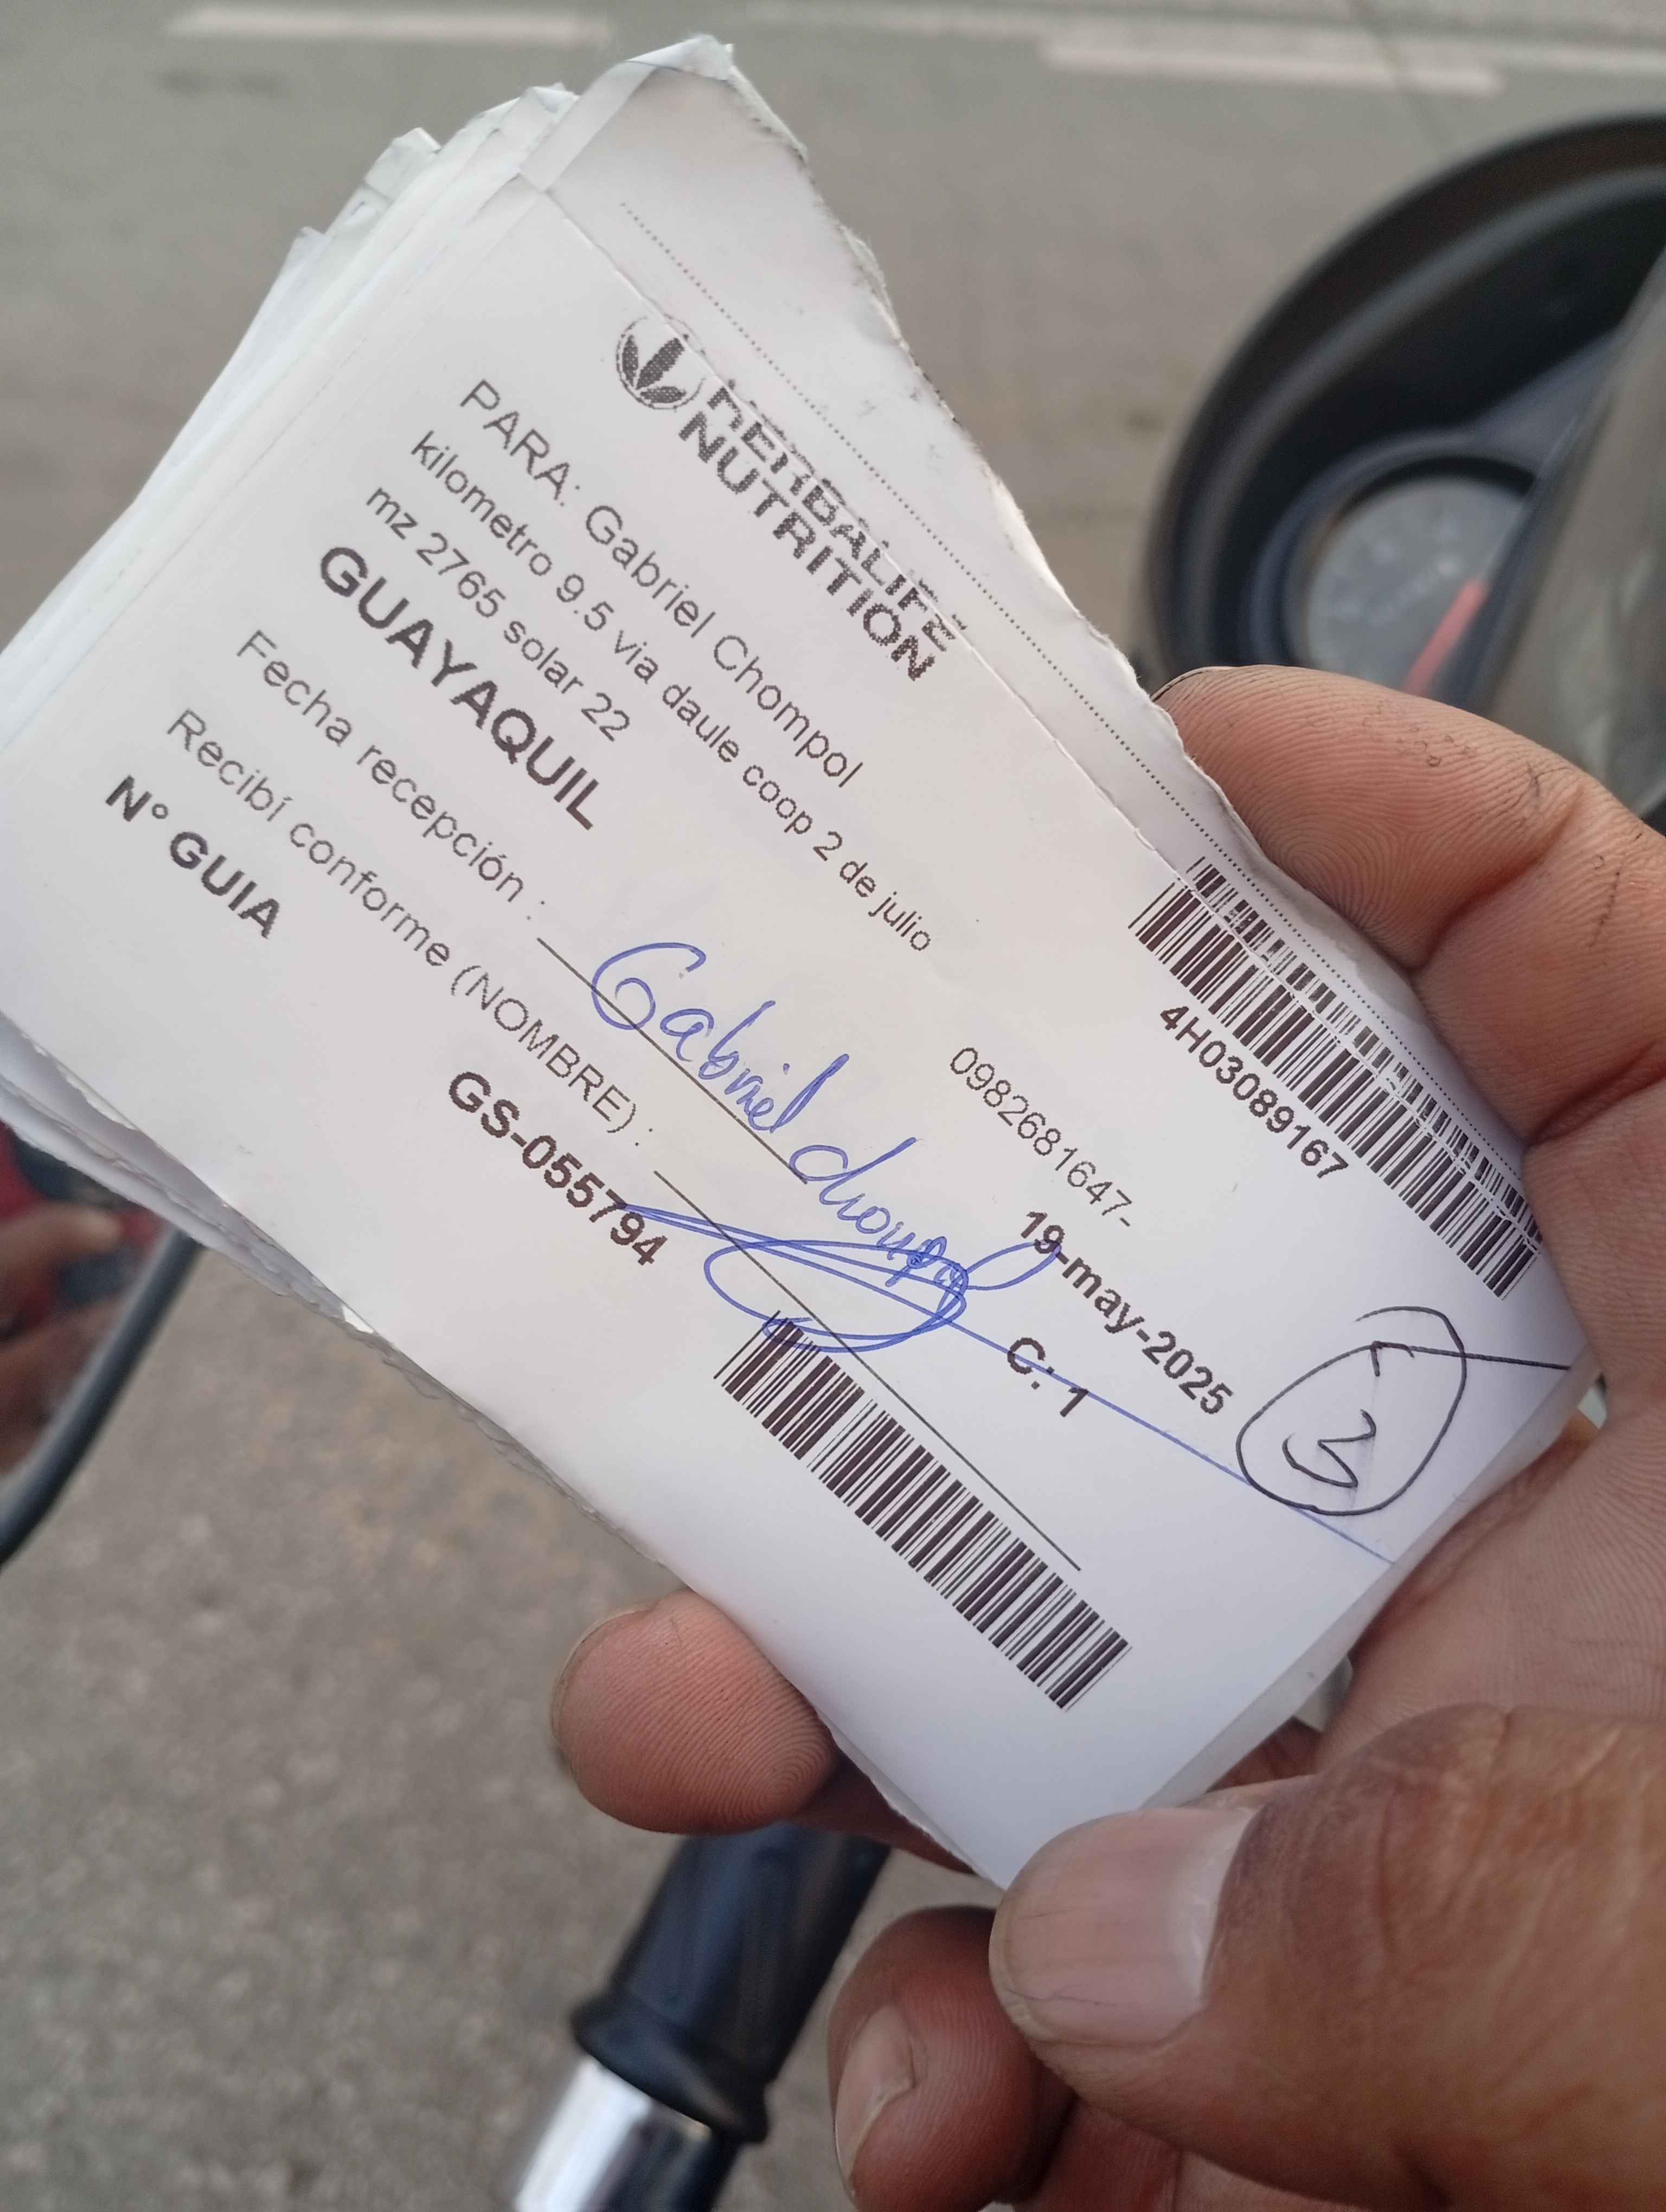 HERBALIFE
NUTRITION
4H03089167
PARA: Gabriel Chompol
kilometro 9.5 via daule coop 2 de julio
mz 2765 solar 22
0982681647-
GUAYAQUIL
19-may-2025
3
Fecha recepción :
Gabriel Chompol
C: 1
Recibí conforme (NOMBRE) :
N° GUIA
GS-055794